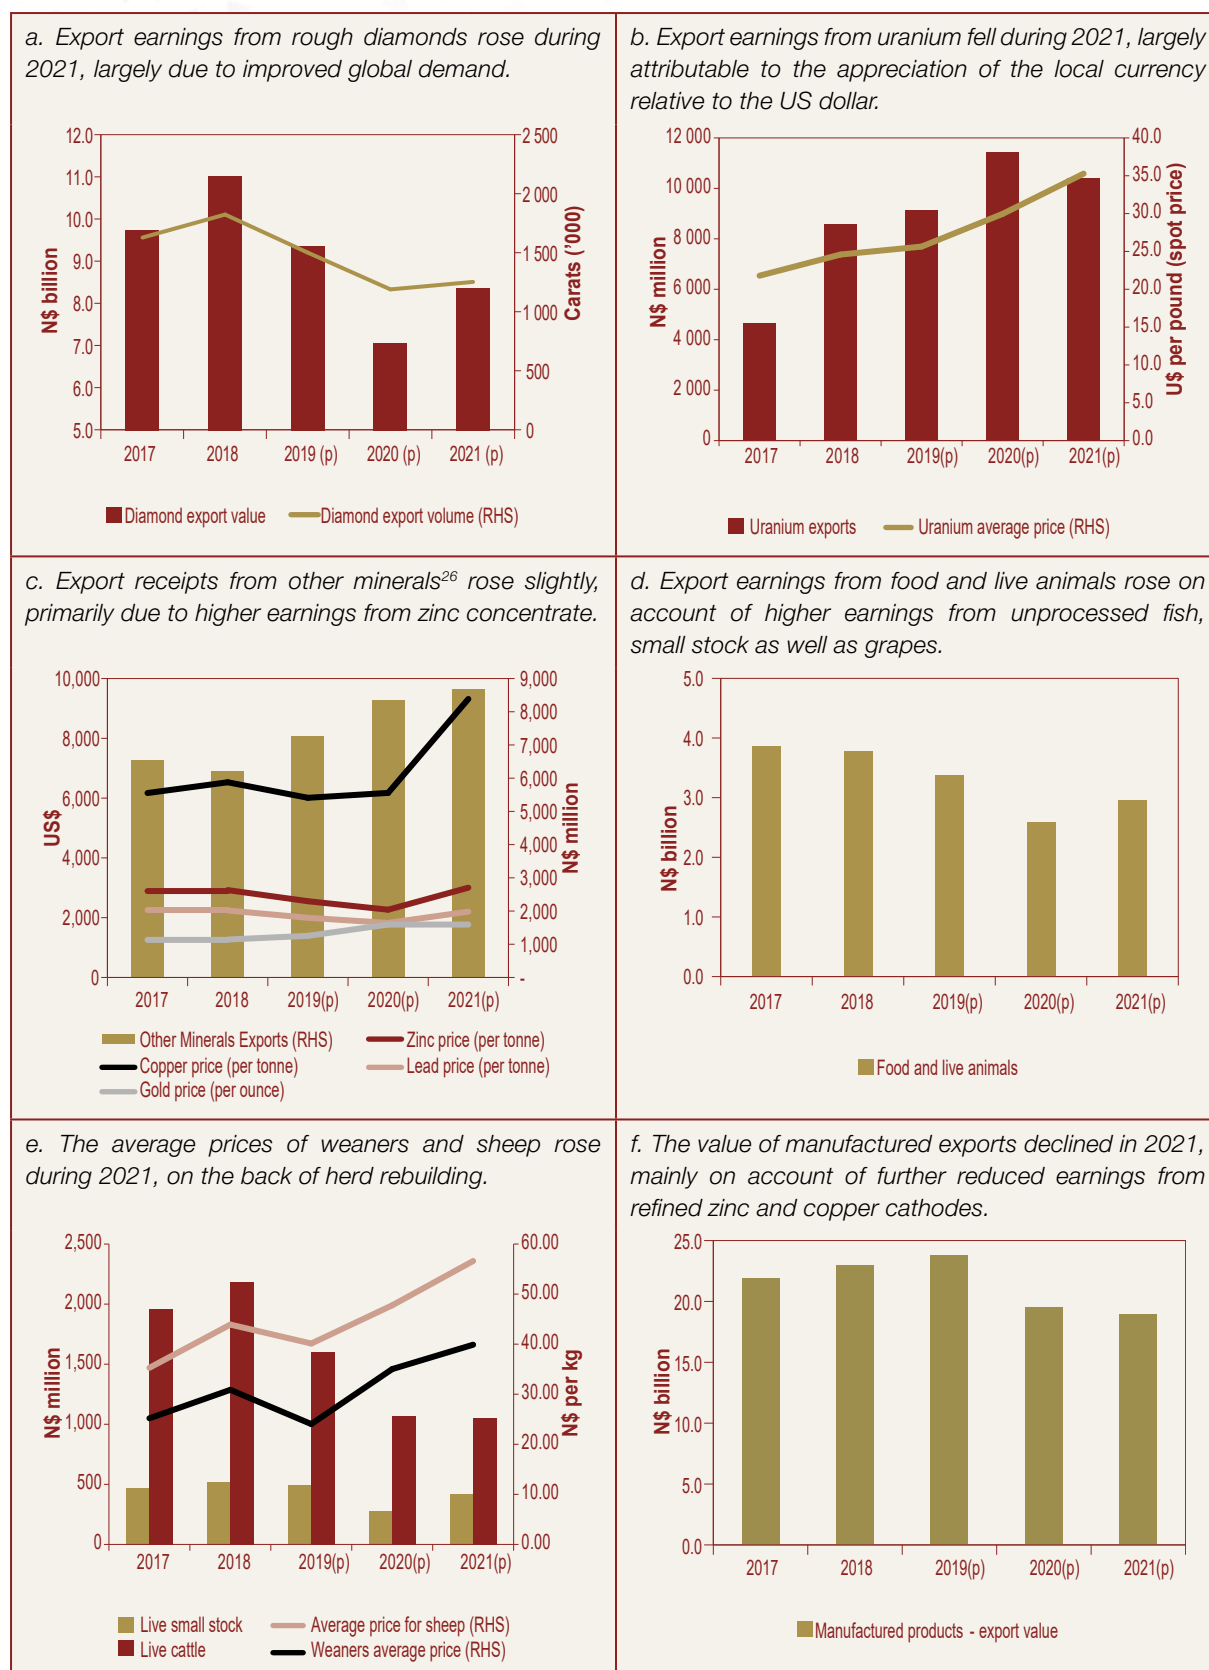 a. Export earnings from rough diamonds rose during
2021, largely due to improved global demand.
12.0
11.0
10.0
9.0
8.0
7.0
6.0
5.0
N$ billion
2 500
2 000
1 500
1 000
500
0
Carats ('000)
2017 2018 2019 (p) 2020 (p) 2021 (p)
Diamond export value Diamond export volume (RHS)
b. Export earnings from uranium fell during 2021, largely
attributable to the appreciation of the local currency
relative to the US dollar.
12 000
10 000
8 000
6 000
4 000
2 000
0
N$ million
40.0
35.0
30.0
25.0
20.0
15.0
10.0
5.0
0.0
U$ per pound (spot price)
2017 2018 2019(p) 2020(p) 2021(p)
Uranium exports Uranium average price (RHS)
c. Export receipts from other minerals26 rose slightly,
primarily due to higher earnings from zinc concentrate.
10,000
8,000
6,000
4,000
2,000
0
US$
9,000
8,000
7,000
6,000
5,000
4,000
3,000
2,000
1,000
-
N$ million
2017 2018 2019(p) 2020(p) 2021(p)
Other Minerals Exports (RHS) Zinc price (per tonne)
Copper price (per tonne) Lead price (per tonne)
Gold price (per ounce)
d. Export earnings from food and live animals rose on
account of higher earnings from unprocessed fish,
small stock as well as grapes.
5.0
4.0
3.0
2.0
1.0
0.0
N$ billion
2017 2018 2019(p) 2020(p) 2021(p)
Food and live animals
e. The average prices of weaners and sheep rose
during 2021, on the back of herd rebuilding.
2,500
2,000
1,500
1,000
500
0
N$ million
60.00
50.00
40.00
30.00
20.00
10.00
0.00
N$ per kg
2017 2018 2019(p) 2020(p) 2021(p)
Live small stock Average price for sheep (RHS)
Live cattle Weaners average price (RHS)
f. The value of manufactured exports declined in 2021,
mainly on account of further reduced earnings from
refined zinc and copper cathodes.
25.0
20.0
15.0
10.0
5.0
0.0
N$ billion
2017 2018 2019(p) 2020(p) 2021(p)
Manufactured products - export value